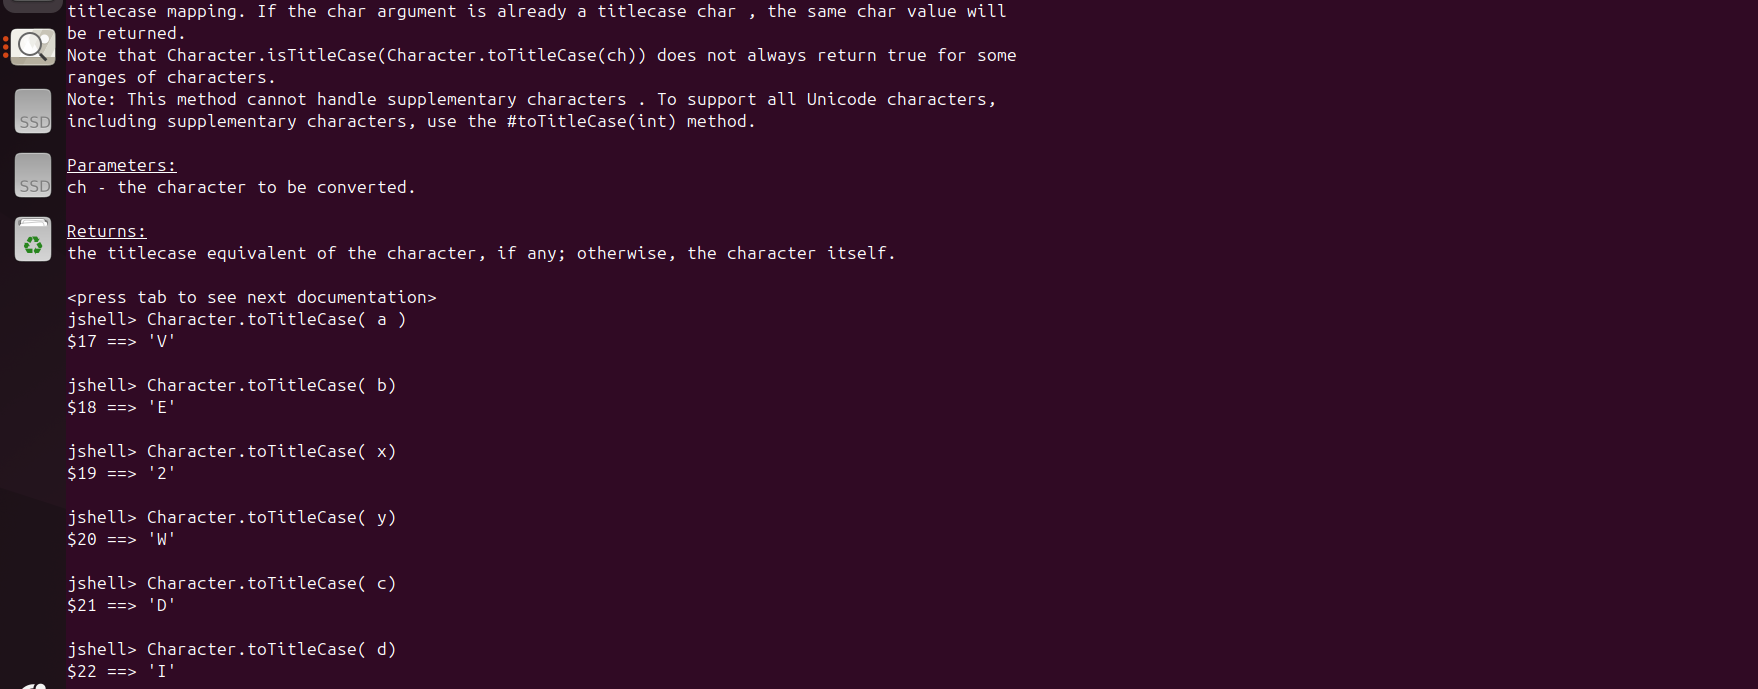 titlecase mapping. If the char argument is already a titlecase char , the same char value will
be returned.
Note that Character.isTitleCase(Character.toTitleCase(ch)) does not always return true for some
ranges of characters.
Note: This method cannot handle supplementary characters . To support all Unicode characters,
including supplementary characters, use the #toTitleCase(int) method.
Parameters:
ch - the character to be converted.
Returns:
the titlecase equivalent of the character, if any; otherwise, the character itself.
<press tab to see next documentation>
jshell> Character.toTitleCase( a )
$17 ==> 'V'
jshell> Character.toTitleCase( b)
$18 ==> 'E'
jshell> Character.toTitleCase( x)
$19 ==> '2'
jshell> Character.toTitleCase( y)
$20 ==> 'W'
jshell> Character.toTitleCase( c)
$21 ==> 'D'
jshell> Character.toTitleCase( d)
$22 ==> 'I'
SSD
SSD